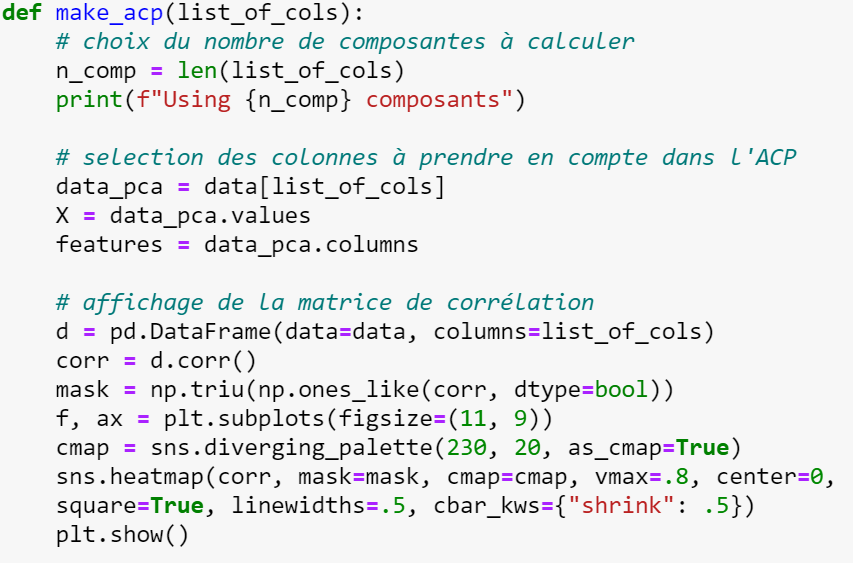 def make_acp(list_of_cols):
    # choix du nombre de composantes à calculer
    n_comp = len(list_of_cols)
    print(f"Using {n_comp} composants")

    # selection des colonnes à prendre en compte dans l'ACP
    data_pca = data[list_of_cols]
    X = data_pca.values
    features = data_pca.columns

    # affichage de la matrice de corrélation
    d = pd.DataFrame(data=data, columns=list_of_cols)
    corr = d.corr()
    mask = np.triu(np.ones_like(corr, dtype=bool))
    f, ax = plt.subplots(figsize=(11, 9))
    cmap = sns.diverging_palette(230, 20, as_cmap=True)
    sns.heatmap(corr, mask=mask, cmap=cmap, vmax=.8, center=0,
    square=True, linewidths=.5, cbar_kws={"shrink": .5})
    plt.show()